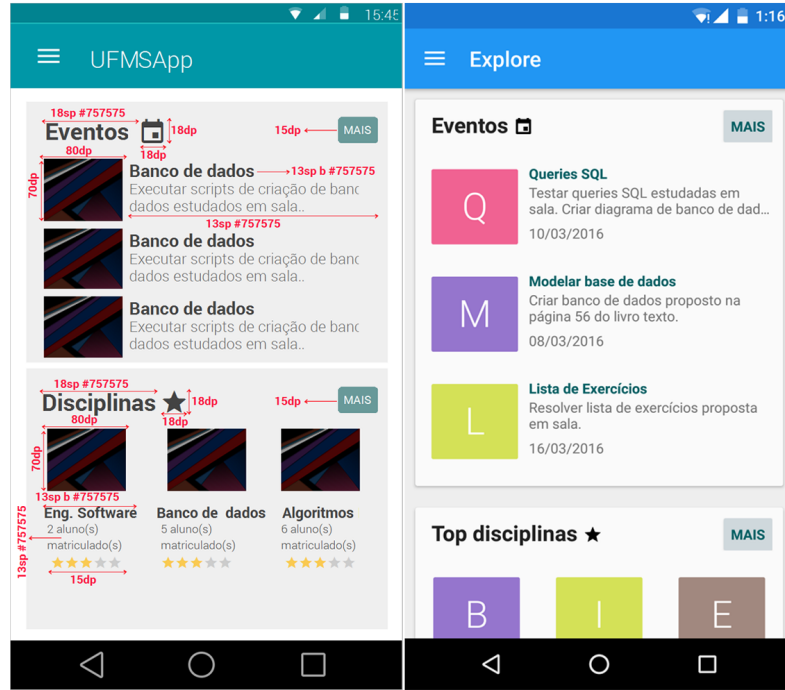 15:45
UFMSApp
18sp #757575
Eventos
18dp
15dp
MAIS
80dp
18dp
70dp
Banco de dados
13sp b #757575
Executar scripts de criação de banc
dados estudados em sala..
13sp #757575
Banco de dados
Executar scripts de criação de banc
dados estudados em sala..
Banco de dados
Executar scripts de criação de banc
dados estudados em sala..
18sp #757575
Disciplinas
18dp
15dp
MAIS
80dp
18dp
70dp
13sp b #757575
Eng. Software
Banco de dados
Algoritmos
13sp #757575
2 aluno(s)
matriculado(s)
5 aluno(s)
matriculado(s)
6 aluno(s)
matriculado(s)
15dp
1:16
Explore
Eventos
MAIS
Q
Queries SQL
Testar queries SQL estudadas em
sala. Criar diagrama de banco de dad...
10/03/2016
M
Modelar base de dados
Criar banco de dados proposto na
página 56 do livro texto.
08/03/2016
L
Lista de Exercícios
Resolver lista de exercícios proposta
em sala.
16/03/2016
Top disciplinas
MAIS
B
I
E